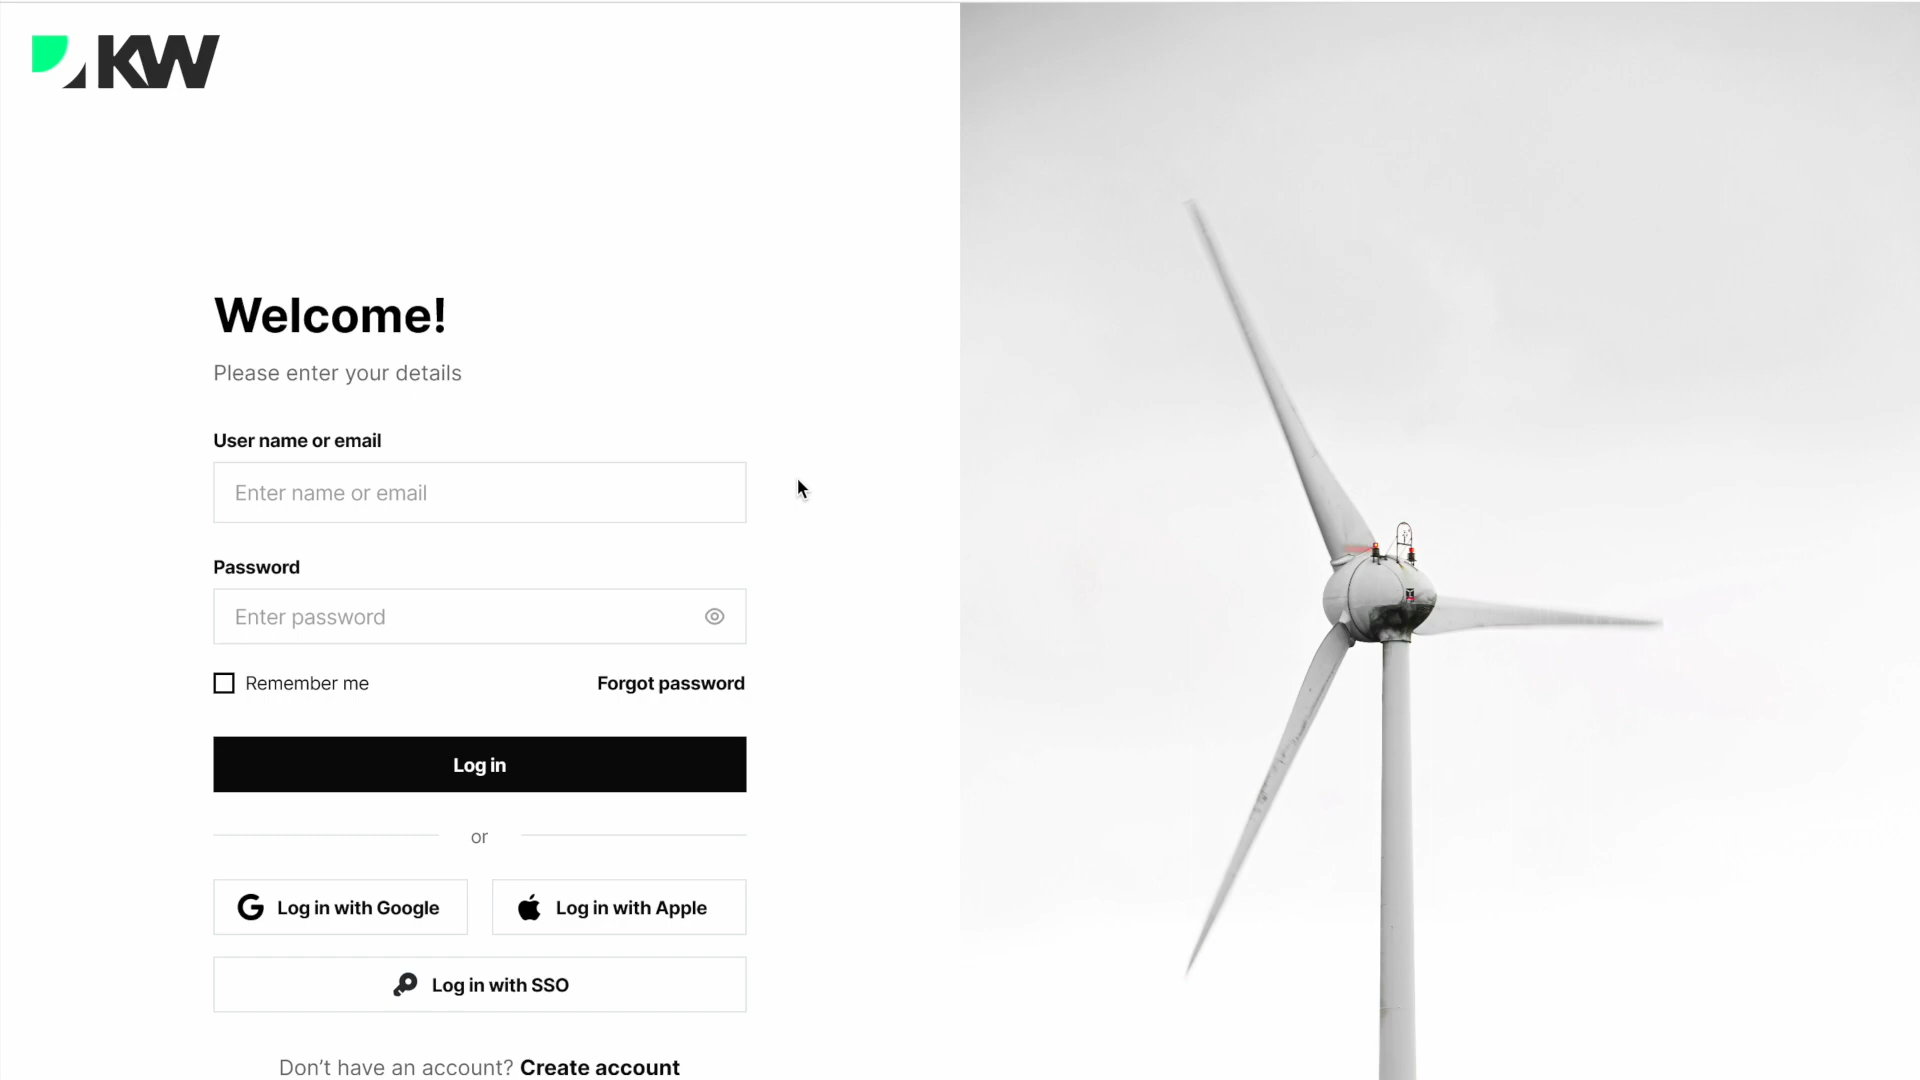 KW
Welcome!
Please enter your details
User name or email
Enter name or email
Password
Enter password
Remember me
Forgot password
Log in
or
Log in with Google
Log in with Apple
Log in with SSO
Don’t have an account? Create account